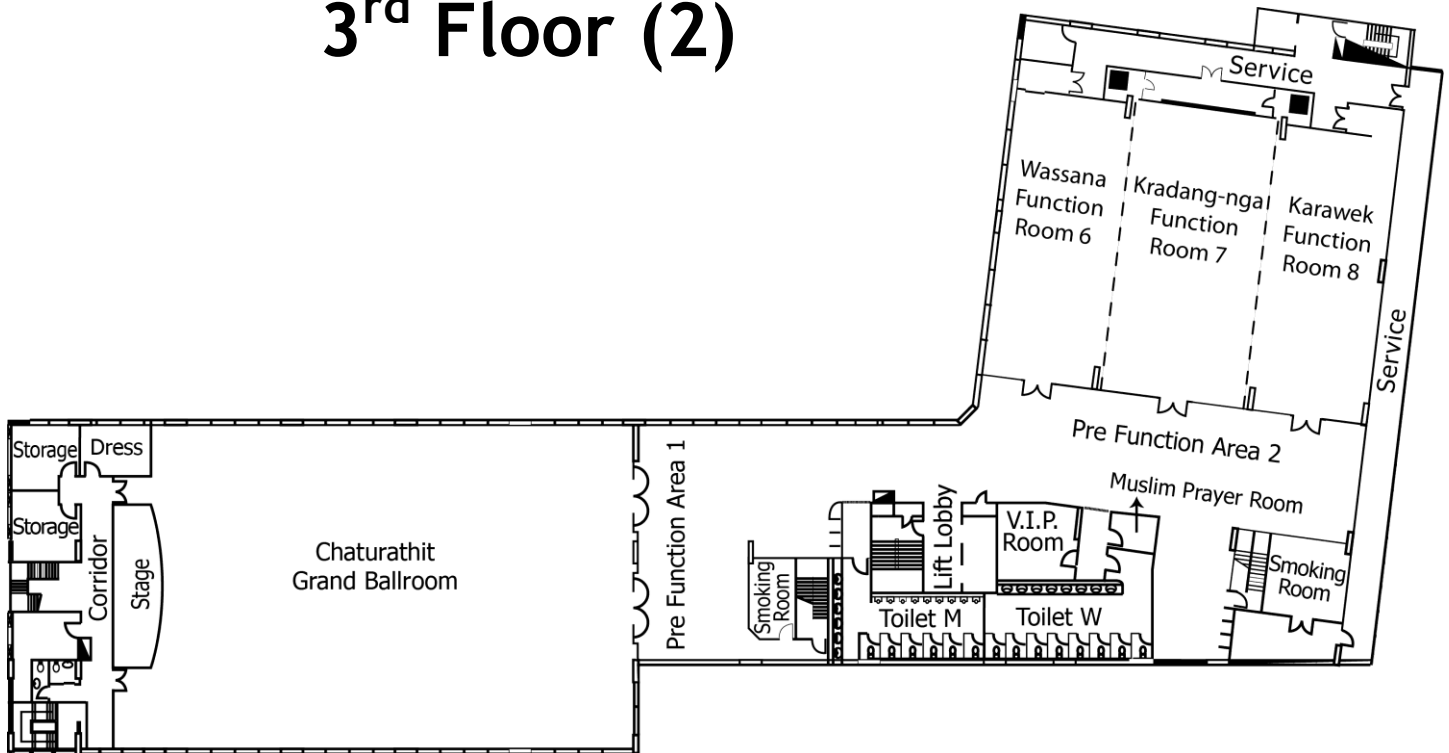 3rd Floor (2)
Service
Wassana
Function
Room 6
Kradang-nga
Function
Room 7
Karawek
Function
Room 8
Service
Pre Function Area 2
Muslim Prayer Room
Storage
Dress
Storage
Corridor
Stage
Chaturathit
Grand Ballroom
Pre Function Area 1
Smoking
Room
Lift Lobby
V.I.P.
Room
Toilet M
Toilet W
Smoking
Room